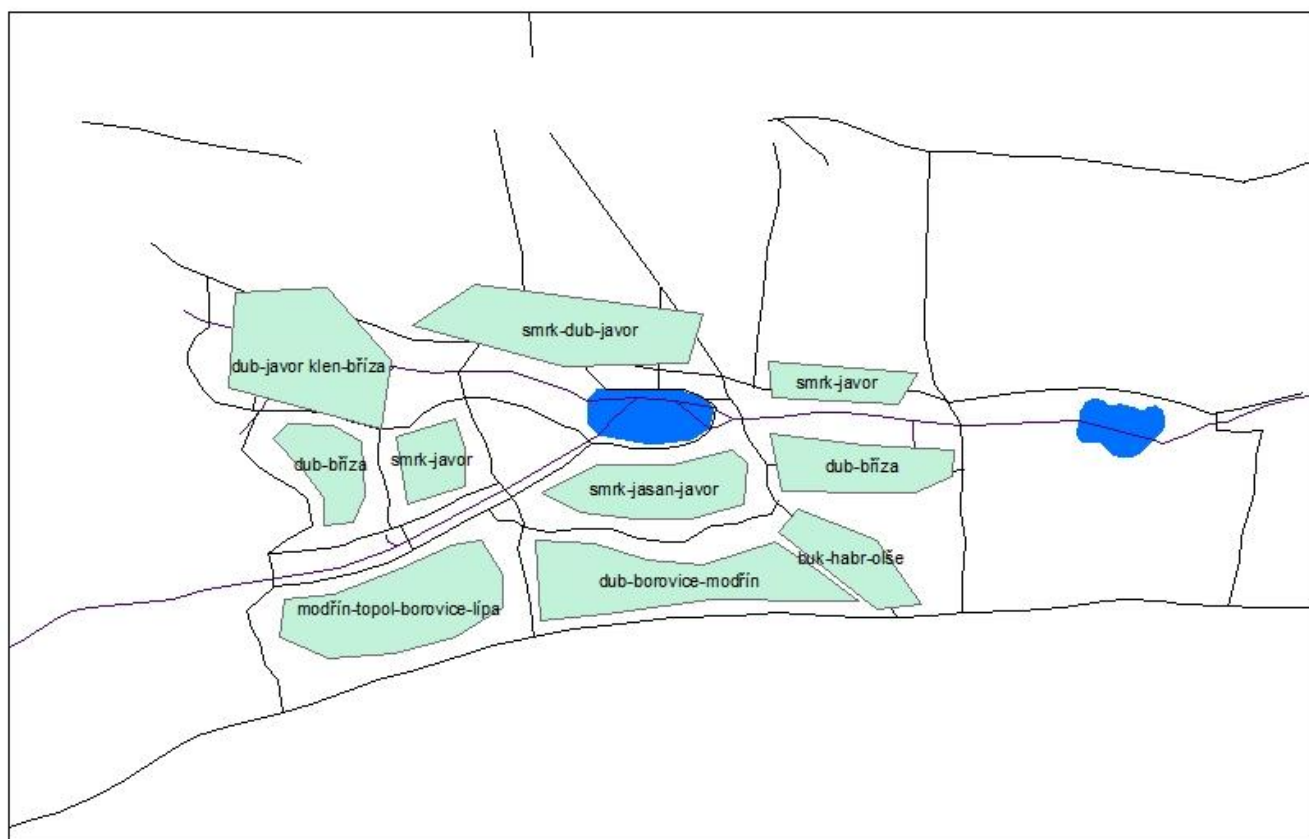 smrk-dub-javor
dub-javor klen-bříza
smrk-javor
dub-bříza
smrk-javor
dub-bříza
smrk-jasan-javor
buk-habr-olše
dub-borovice-modřín
modřín-topol-borovice-lípa